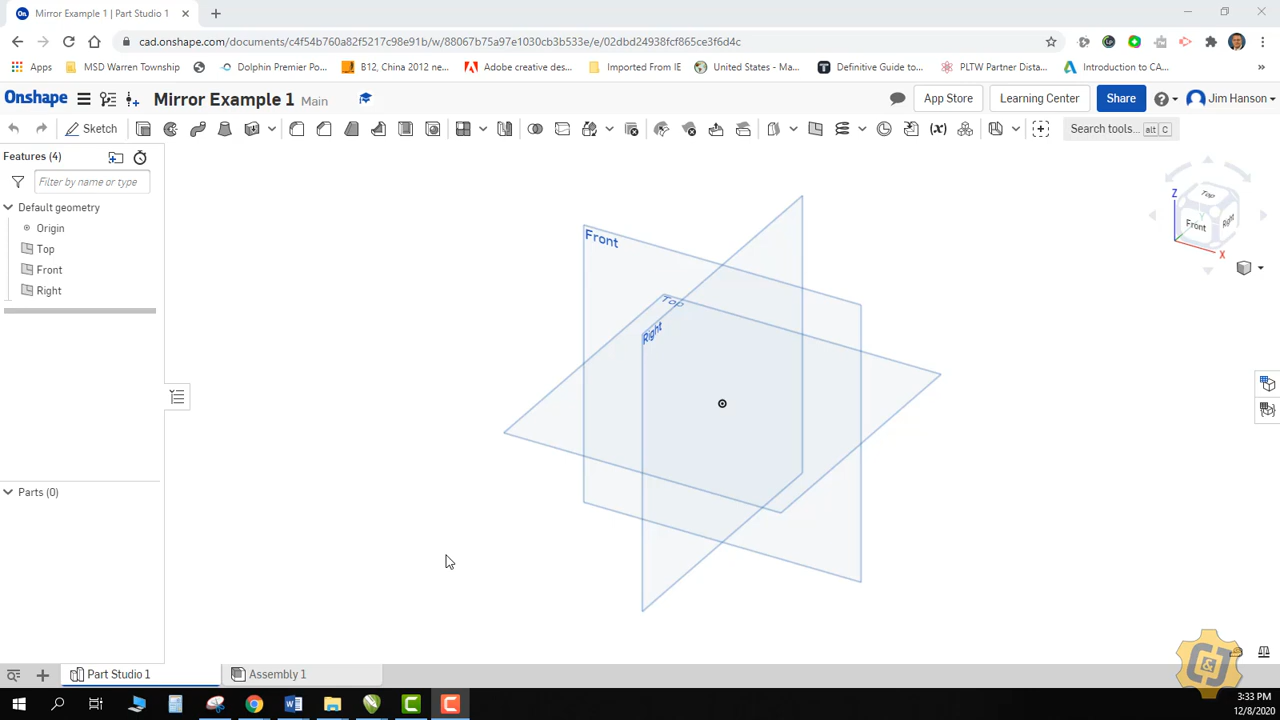 Mirror Example 1 | Part Studio 1
cad.onshape.com/documents/c4f54b760a82f5217c98e91b/w/88067b75a97e1030cb3b533e/e/02dbd24938fcf865ce3f6d4c
Apps MSD Warren Township Dolphin Premier Po... B12, China 2012 ne... Adobe creative des... Imported From IE United States - Ma... Definitive Guide to... PLTW Partner Distan... Introduction to CA... »
Onshape Mirror Example 1 Main App Store Learning Center Share Jim Hanson
Sketch Search tools... alt C
Features (4)
Filter by name or type
Default geometry
Origin
Top
Front
Right
Parts (0)
Front
Top
Right
Z
Top
Front
Right
X
Part Studio 1 Assembly 1
C&J
3:33 PM
12/8/2020